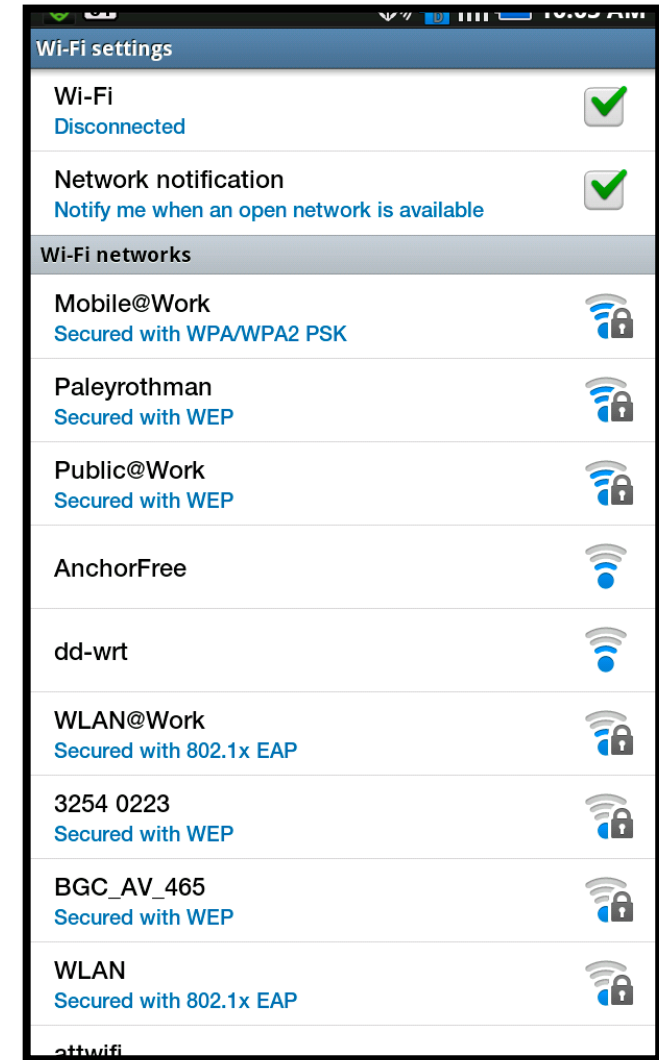 Wi-Fi settings
Wi-Fi
Disconnected
Network notification
Notify me when an open network is available
Wi-Fi networks
Mobile@Work
Secured with WPA/WPA2 PSK
Paleyrothman
Secured with WEP
Public@Work
Secured with WEP
AnchorFree
dd-wrt
WLAN@Work
Secured with 802.1x EAP
3254 0223
Secured with WEP
BGC_AV_465
Secured with WEP
WLAN
Secured with 802.1x EAP
attwifi